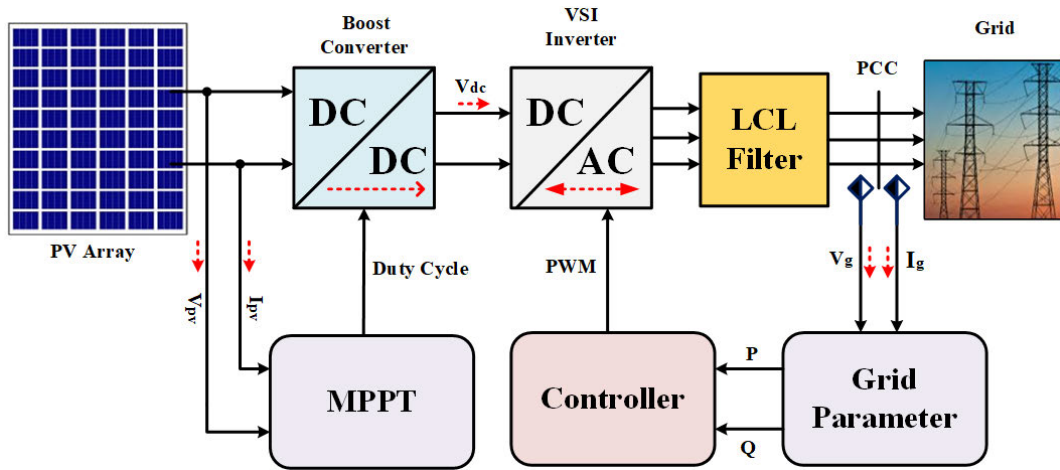 Boost
Converter
VSI
Inverter
Grid
PCC
Vdc
DC
DC
DC
AC
LCL
Filter
PV Array
Vpv
Ipv
Duty Cycle
PWM
Vg
Ig
MPPT
Controller
P
Q
Grid
Parameter